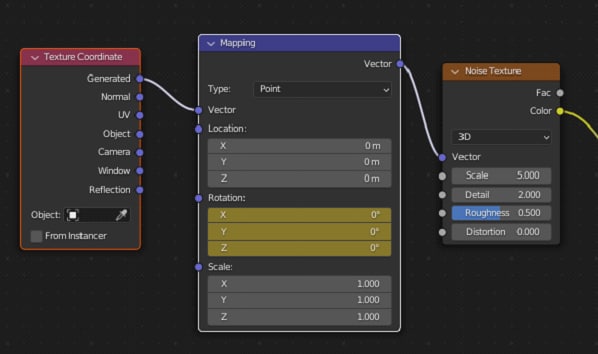 Texture Coordinate
Generated
Normal
UV
Object
Camera
Window
Reflection
Object:
From Instancer
Mapping
Vector
Type: Point
Vector
Location:
X 0 m
Y 0 m
Z 0 m
Rotation:
X 0°
Y 0°
Z 0°
Scale:
X 1.000
Y 1.000
Z 1.000
Noise Texture
Fac
Color
3D
Vector
Scale 5.000
Detail 2.000
Roughness 0.500
Distortion 0.000